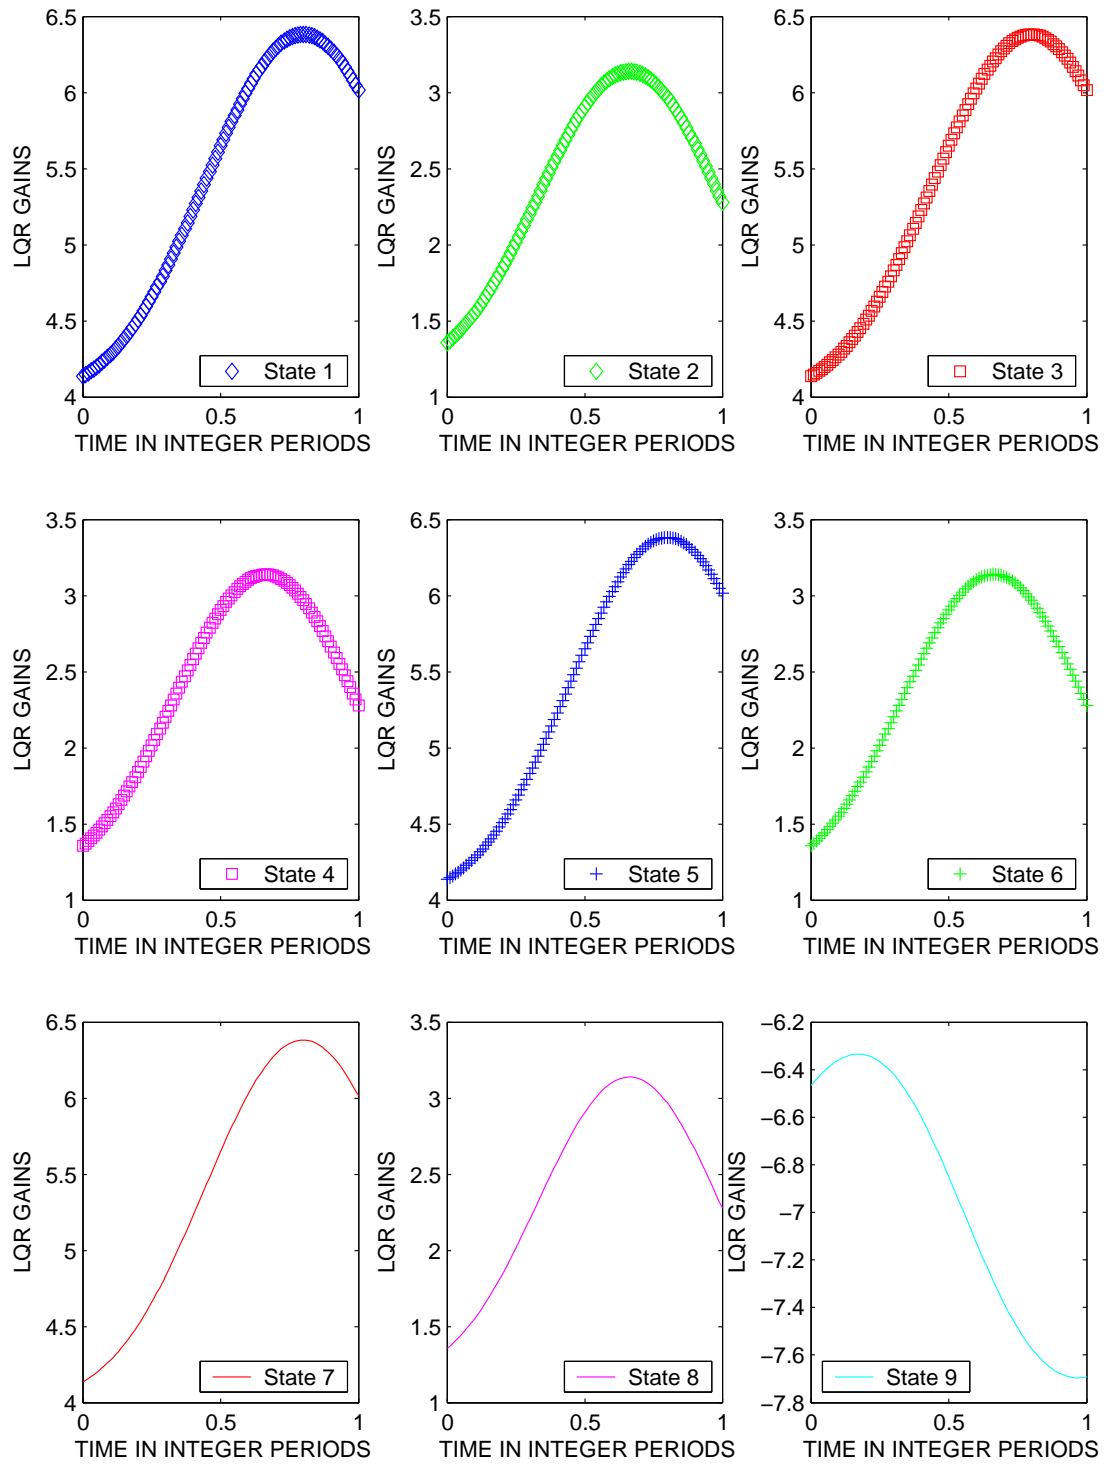 6.5
6
5.5
5
4.5
4
LQR GAINS
0 0.5 1
TIME IN INTEGER PERIODS
State 1
3.5
3
2.5
2
1.5
1
LQR GAINS
0 0.5 1
TIME IN INTEGER PERIODS
State 2
6.5
6
5.5
5
4.5
4
LQR GAINS
0 0.5 1
TIME IN INTEGER PERIODS
State 3
3.5
3
2.5
2
1.5
1
LQR GAINS
0 0.5 1
TIME IN INTEGER PERIODS
State 4
6.5
6
5.5
5
4.5
4
LQR GAINS
0 0.5 1
TIME IN INTEGER PERIODS
State 5
3.5
3
2.5
2
1.5
1
LQR GAINS
0 0.5 1
TIME IN INTEGER PERIODS
State 6
6.5
6
5.5
5
4.5
4
LQR GAINS
0 0.5 1
TIME IN INTEGER PERIODS
State 7
3.5
3
2.5
2
1.5
1
LQR GAINS
0 0.5 1
TIME IN INTEGER PERIODS
State 8
−6.2
−6.4
−6.6
−6.8
−7
−7.2
−7.4
−7.6
−7.8
LQR GAINS
0 0.5 1
TIME IN INTEGER PERIODS
State 9